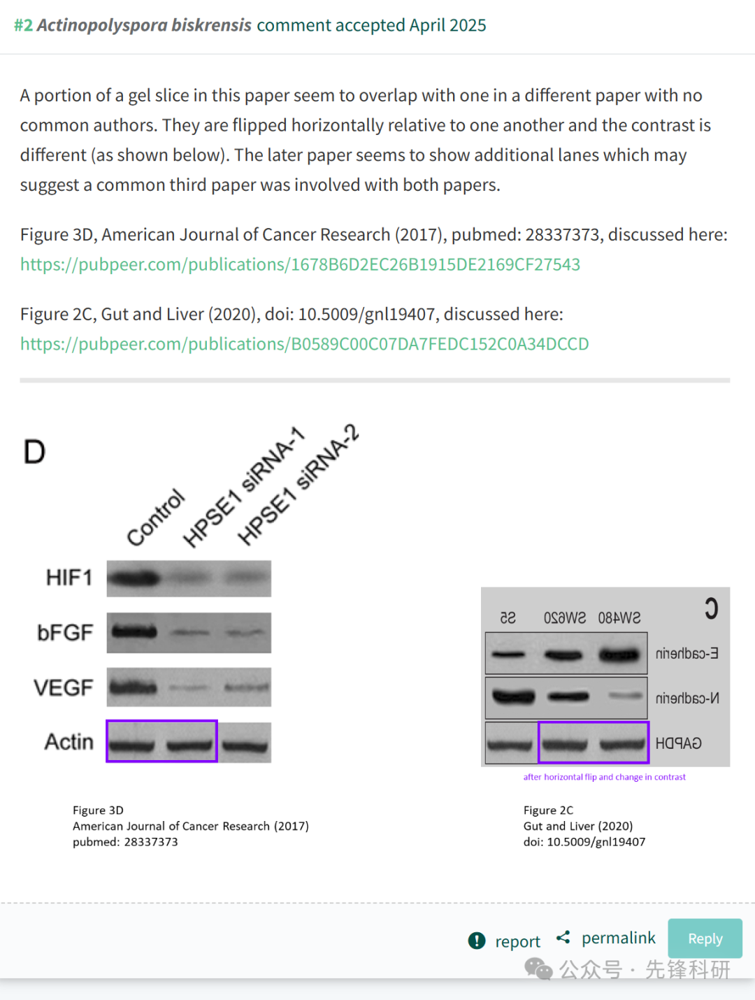 #2 Actinopolyspora biskrensis comment accepted April 2025
A portion of a gel slice in this paper seem to overlap with one in a different paper with no
common authors. They are flipped horizontally relative to one another and the contrast is
different (as shown below). The later paper seems to show additional lanes which may
suggest a common third paper was involved with both papers.
Figure 3D, American Journal of Cancer Research (2017), pubmed: 28337373, discussed here:
https://pubpeer.com/publications/1678B6D2EC26B1915DE2169CF27543
Figure 2C, Gut and Liver (2020), doi: 10.5009/gnl19407, discussed here:
https://pubpeer.com/publications/B0589C00C07DA7FEDC152C0A34DCCD
D
Control
HPSE1 siRNA-1
HPSE1 siRNA-2
HIF1
bFGF
VEGF
Actin
C
S5 SW620 SW480
E-cadherin
N-cadherin
GAPDH
after horizontal flip and change in contrast
Figure 3D
American Journal of Cancer Research (2017)
pubmed: 28337373
Figure 2C
Gut and Liver (2020)
doi: 10.5009/gnl19407
report
permalink
Reply
公众号 · 先锋科研